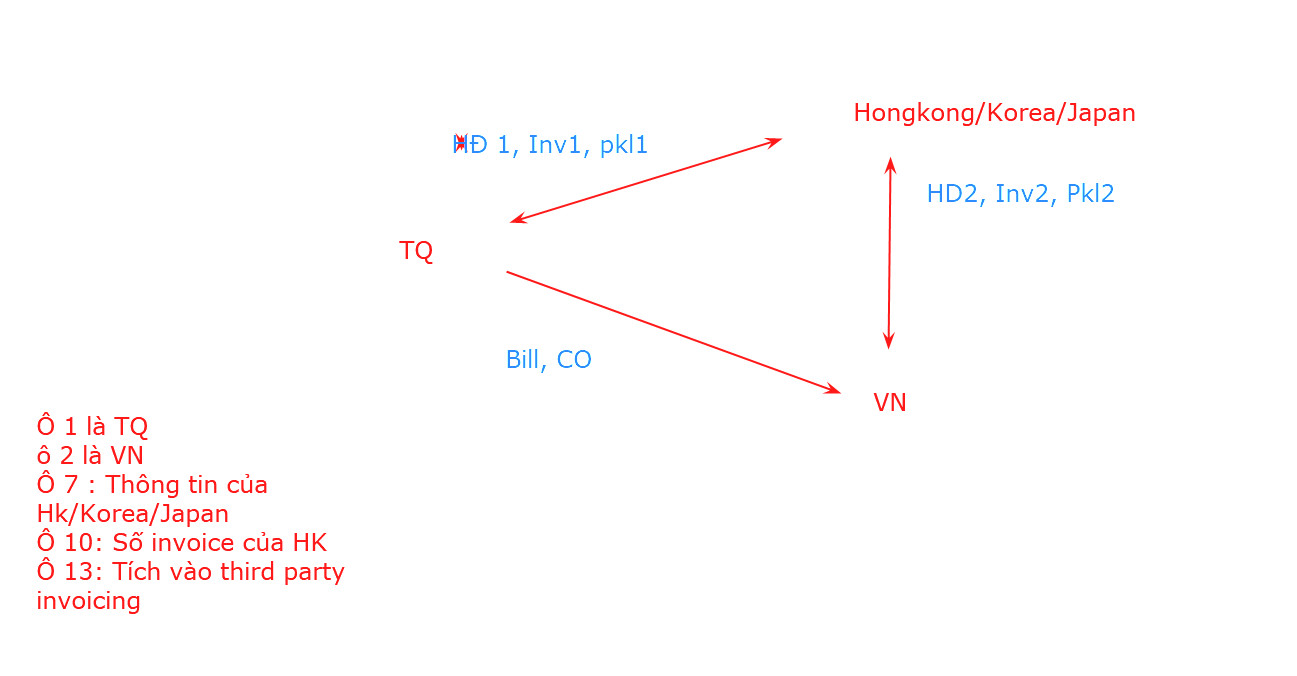 Hongkong/Korea/Japan
HĐ 1, Inv1, pkl1
HD2, Inv2, Pkl2
TQ
Bill, CO
VN
Ô 1 là TQ
ô 2 là VN
Ô 7 : Thông tin của
Hk/Korea/Japan
Ô 10: Số invoice của HK
Ô 13: Tích vào third party
invoicing